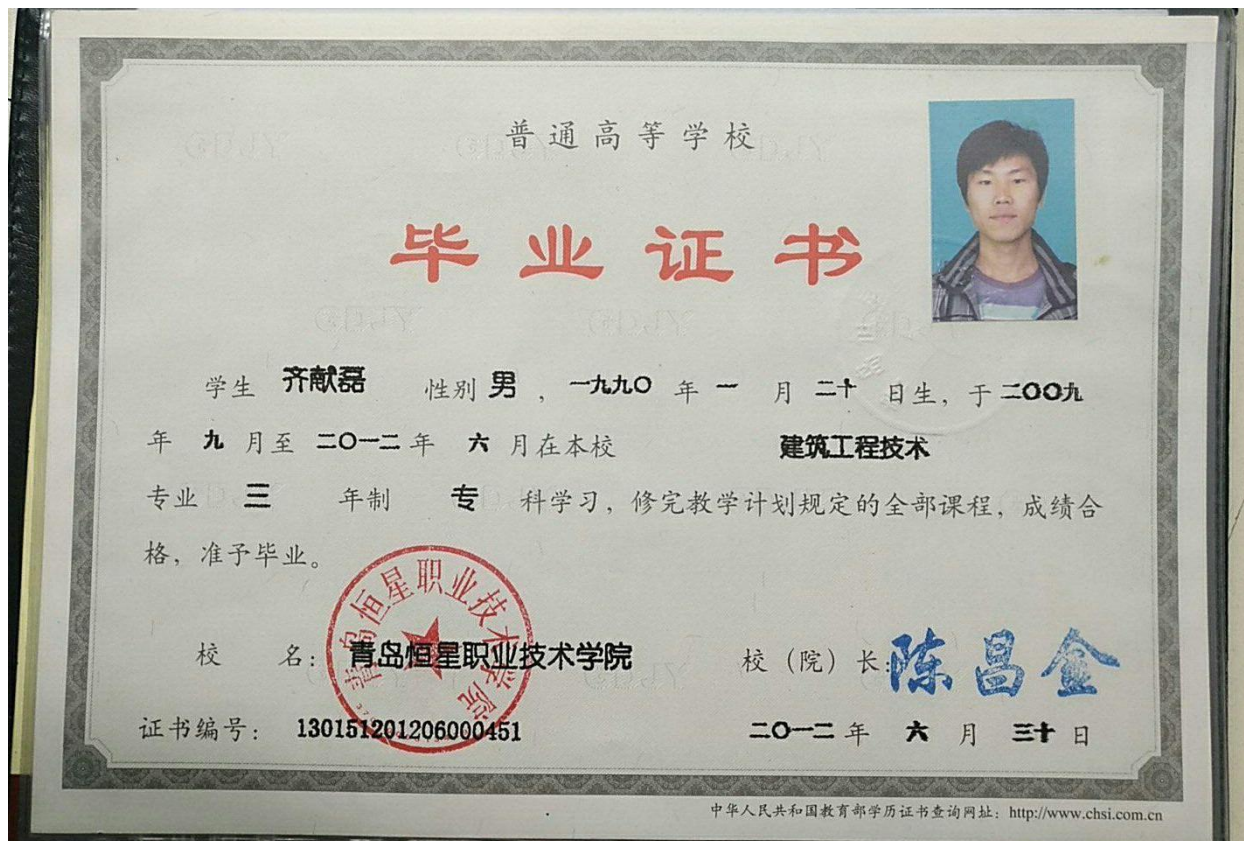 普通高等学校
毕业证书
学生 齐献磊 性别 男 ，一九九〇 年 一 月 二十 日生，于 二〇〇九
年 九 月至 二〇一二 年 六 月在本校 建筑工程技术
专业 三 年制 专 科学习，修完教学计划规定的全部课程，成绩合
格，准予毕业。
青岛恒星职业技术学院
校 名：青岛恒星职业技术学院 校（院）长：陈昌金
证书编号：130151201206000451 二〇一二 年 六 月 三十 日
中华人民共和国教育部学历证书查询网址：http://www.chsi.com.cn